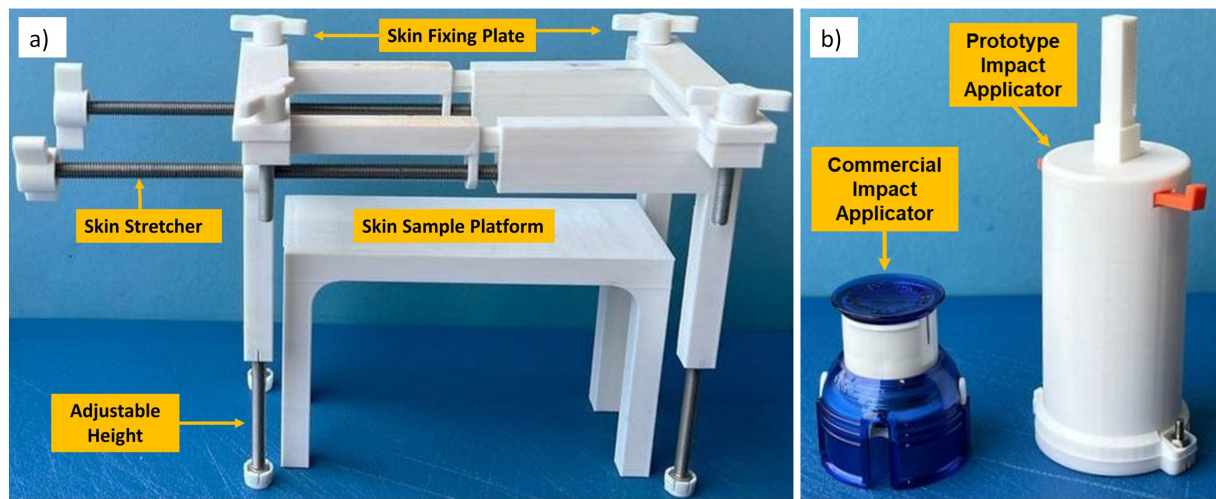 a)
Skin Fixing Plate
Skin Stretcher
Skin Sample Platform
Adjustable
Height
b)
Prototype
Impact
Applicator
Commercial
Impact
Applicator